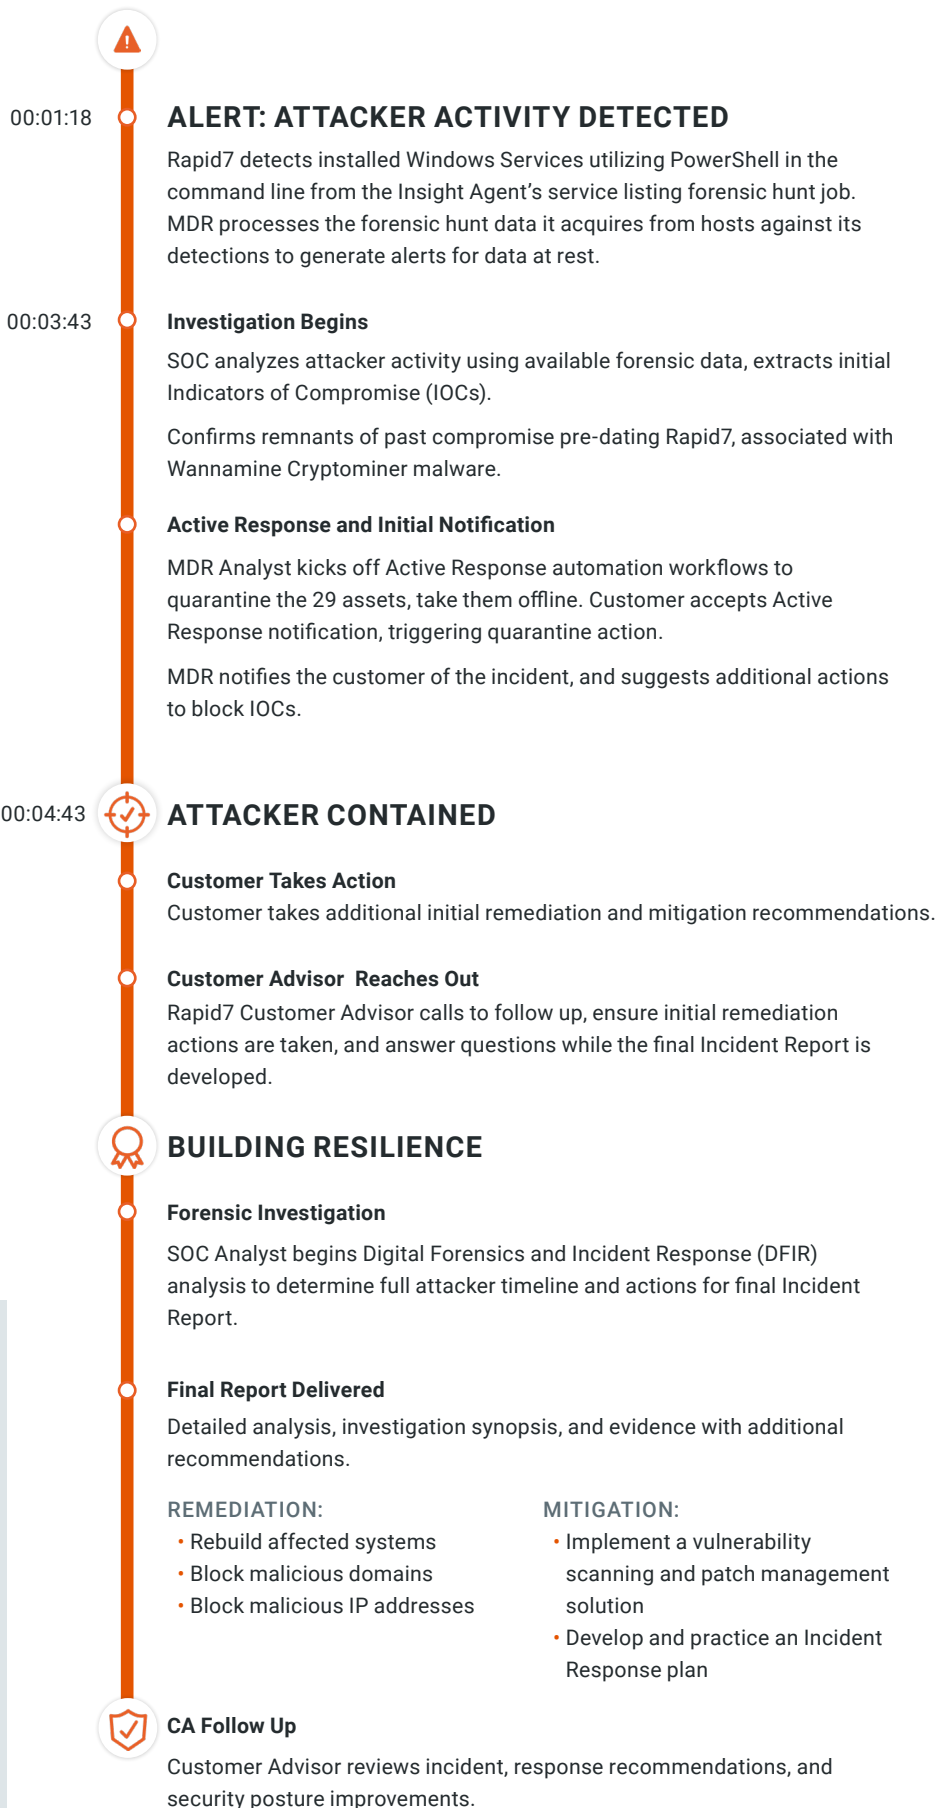 00:01:18
ALERT: ATTACKER ACTIVITY DETECTED
Rapid7 detects installed Windows Services utilizing PowerShell in the
command line from the Insight Agent's service listing forensic hunt job.
MDR processes the forensic hunt data it acquires from hosts against its
detections to generate alerts for data at rest.
00:03:43
Investigation Begins
SOC analyzes attacker activity using available forensic data, extracts initial
Indicators of Compromise (IOCs).
Confirms remnants of past compromise pre-dating Rapid7, associated with
Wannamine Cryptominer malware.
Active Response and Initial Notification
MDR Analyst kicks off Active Response automation workflows to
quarantine the 29 assets, take them offline. Customer accepts Active
Response notification, triggering quarantine action.
MDR notifies the customer of the incident, and suggests additional actions
to block IOCs.
00:04:43
ATTACKER CONTAINED
Customer Takes Action
Customer takes additional initial remediation and mitigation recommendations.
Customer Advisor  Reaches Out
Rapid7 Customer Advisor calls to follow up, ensure initial remediation
actions are taken, and answer questions while the final Incident Report is
developed.
BUILDING RESILIENCE
Forensic Investigation
SOC Analyst begins Digital Forensics and Incident Response (DFIR)
analysis to determine full attacker timeline and actions for final Incident
Report.
Final Report Delivered
Detailed analysis, investigation synopsis, and evidence with additional
recommendations.
REMEDIATION:
• Rebuild affected systems
• Block malicious domains
• Block malicious IP addresses
MITIGATION:
• Implement a vulnerability
scanning and patch management
solution
• Develop and practice an Incident
Response plan
CA Follow Up
Customer Advisor reviews incident, response recommendations, and
security posture improvements.